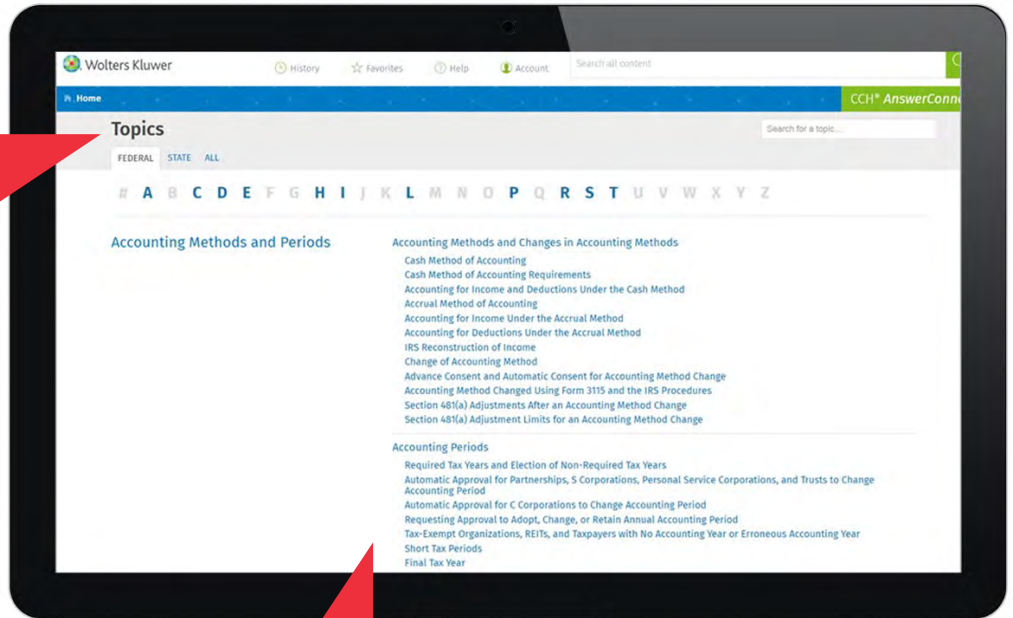 Wolters Kluwer
History Favorites Help Account Search all content
Home
CCH® AnswerConn
Topics
Search for a topic...
FEDERAL STATE ALL
# A B C D E F G H I J K L M N O P Q R S T U V W X Y Z
Accounting Methods and Periods
Accounting Methods and Changes in Accounting Methods
Cash Method of Accounting
Cash Method of Accounting Requirements
Accounting for Income and Deductions Under the Cash Method
Accrual Method of Accounting
Accounting for Income Under the Accrual Method
Accounting for Deductions Under the Accrual Method
IRS Reconstruction of Income
Change of Accounting Method
Advance Consent and Automatic Consent for Accounting Method Change
Accounting Method Changed Using Form 3115 and the IRS Procedures
Section 481(a) Adjustments After an Accounting Method Change
Section 481(a) Adjustment Limits for an Accounting Method Change
Accounting Periods
Required Tax Years and Election of Non-Required Tax Years
Automatic Approval for Partnerships, S Corporations, Personal Service Corporations, and Trusts to Change
Accounting Period
Automatic Approval for C Corporations to Change Accounting Period
Requesting Approval to Adopt, Change, or Retain Annual Accounting Period
Tax-Exempt Organizations, REITs, and Taxpayers with No Accounting Year or Erroneous Accounting Year
Short Tax Periods
Final Tax Year